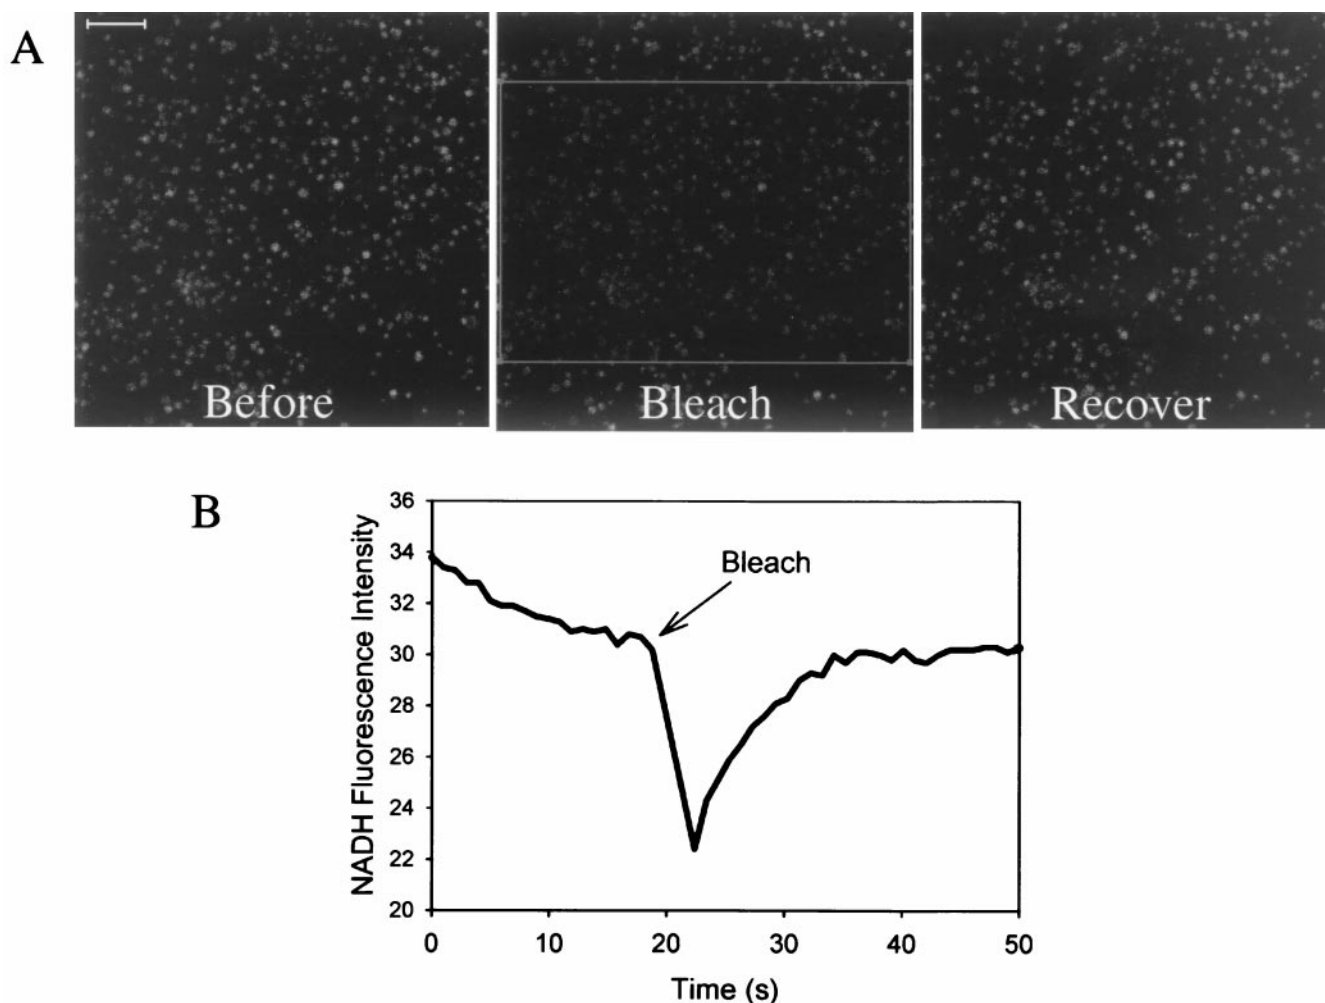 A
Before
Bleach
Recover
B
NADH Fluorescence Intensity
36
34
32
30
28
26
24
22
20
Bleach
0 10 20 30 40 50
Time (s)